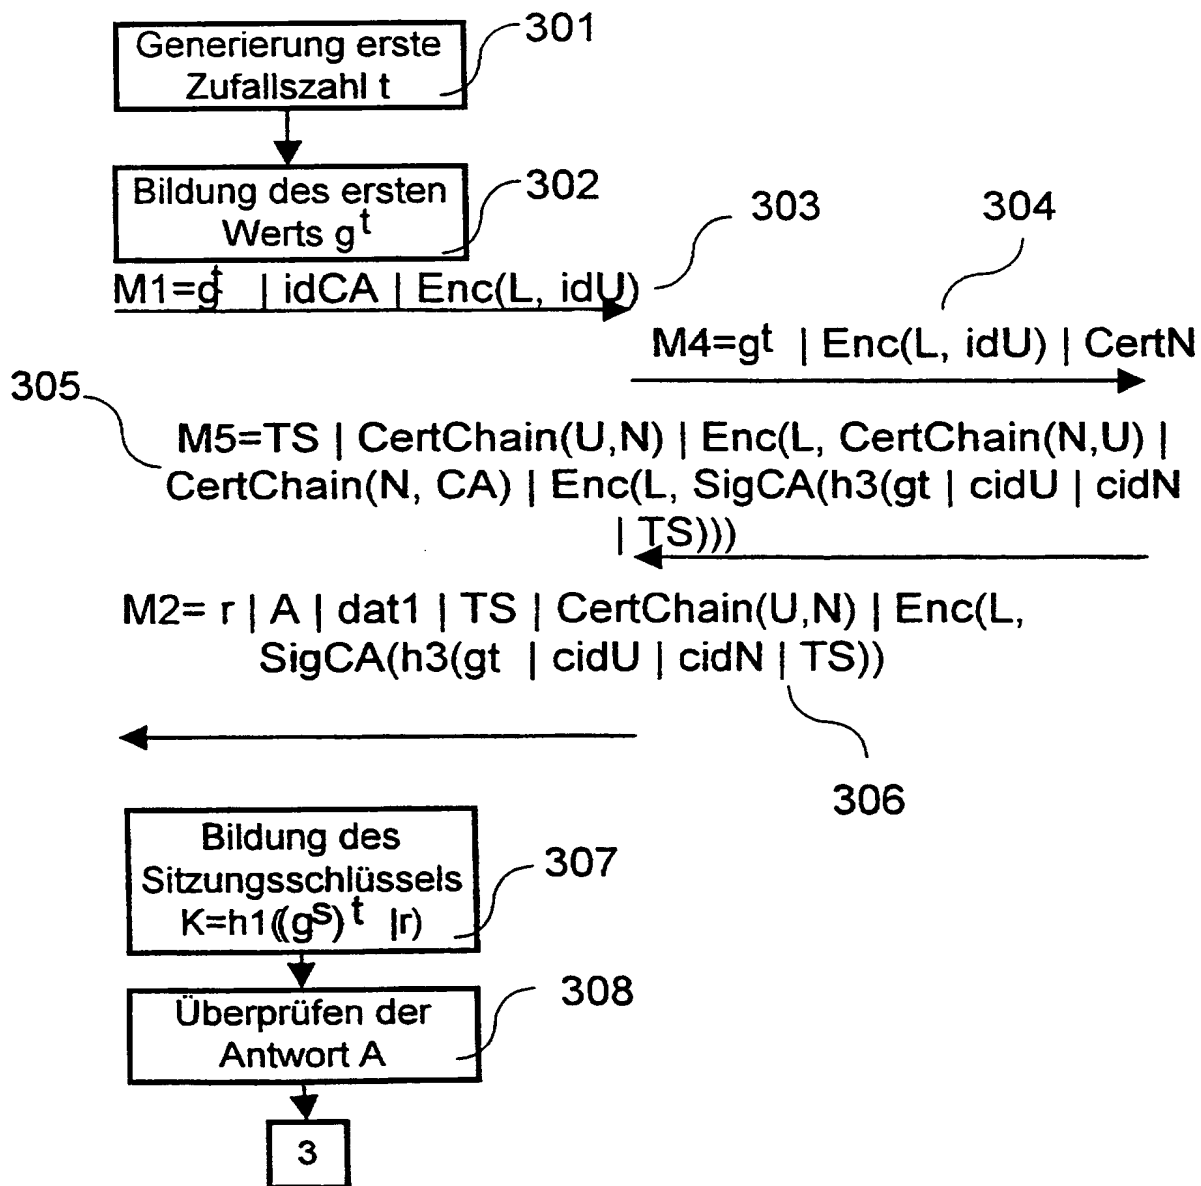 Generierung erste
Zufallszahl t
301
Bildung des ersten
Werts g^t
302
M1=g^t | idCA | Enc(L, idU)
303
304
M4=g^t | Enc(L, idU) | CertN
305
M5=TS | CertChain(U,N) | Enc(L, CertChain(N,U) |
CertChain(N, CA) | Enc(L, SigCA(h3(gt | cidU | cidN
| TS)))
M2= r | A | dat1 | TS | CertChain(U,N) | Enc(L,
SigCA(h3(gt | cidU | cidN | TS))
306
Bildung des
Sitzungsschlüssels
K=h1((g^s)^t |r)
307
Überprüfen der
Antwort A
308
3